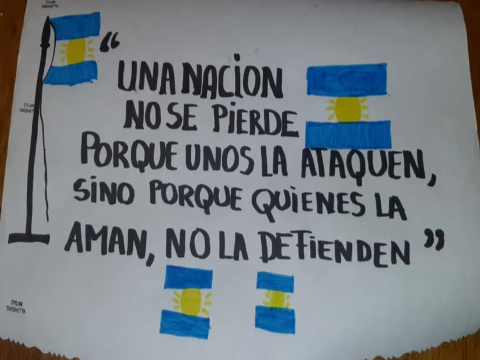 “UNA NACION
NO SE PIERDE
PORQUE UNOS LA ATAQUEN,
SINO PORQUE QUIENES LA
AMAN, NO LA DEFIENDEN”